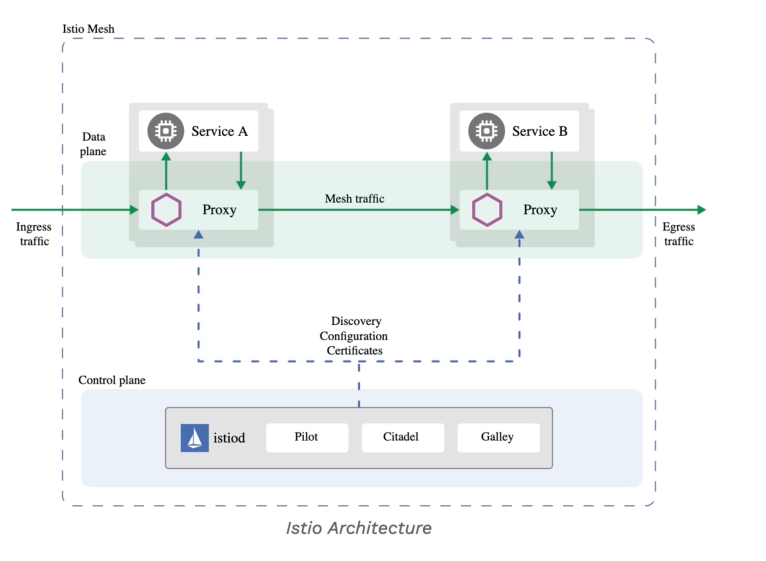 Istio Mesh
Data
plane
Service A
Service B
Proxy
Mesh traffic
Proxy
Ingress
traffic
Egress
traffic
Discovery
Configuration
Certificates
Control plane
istiod
Pilot
Citadel
Galley
Istio Architecture